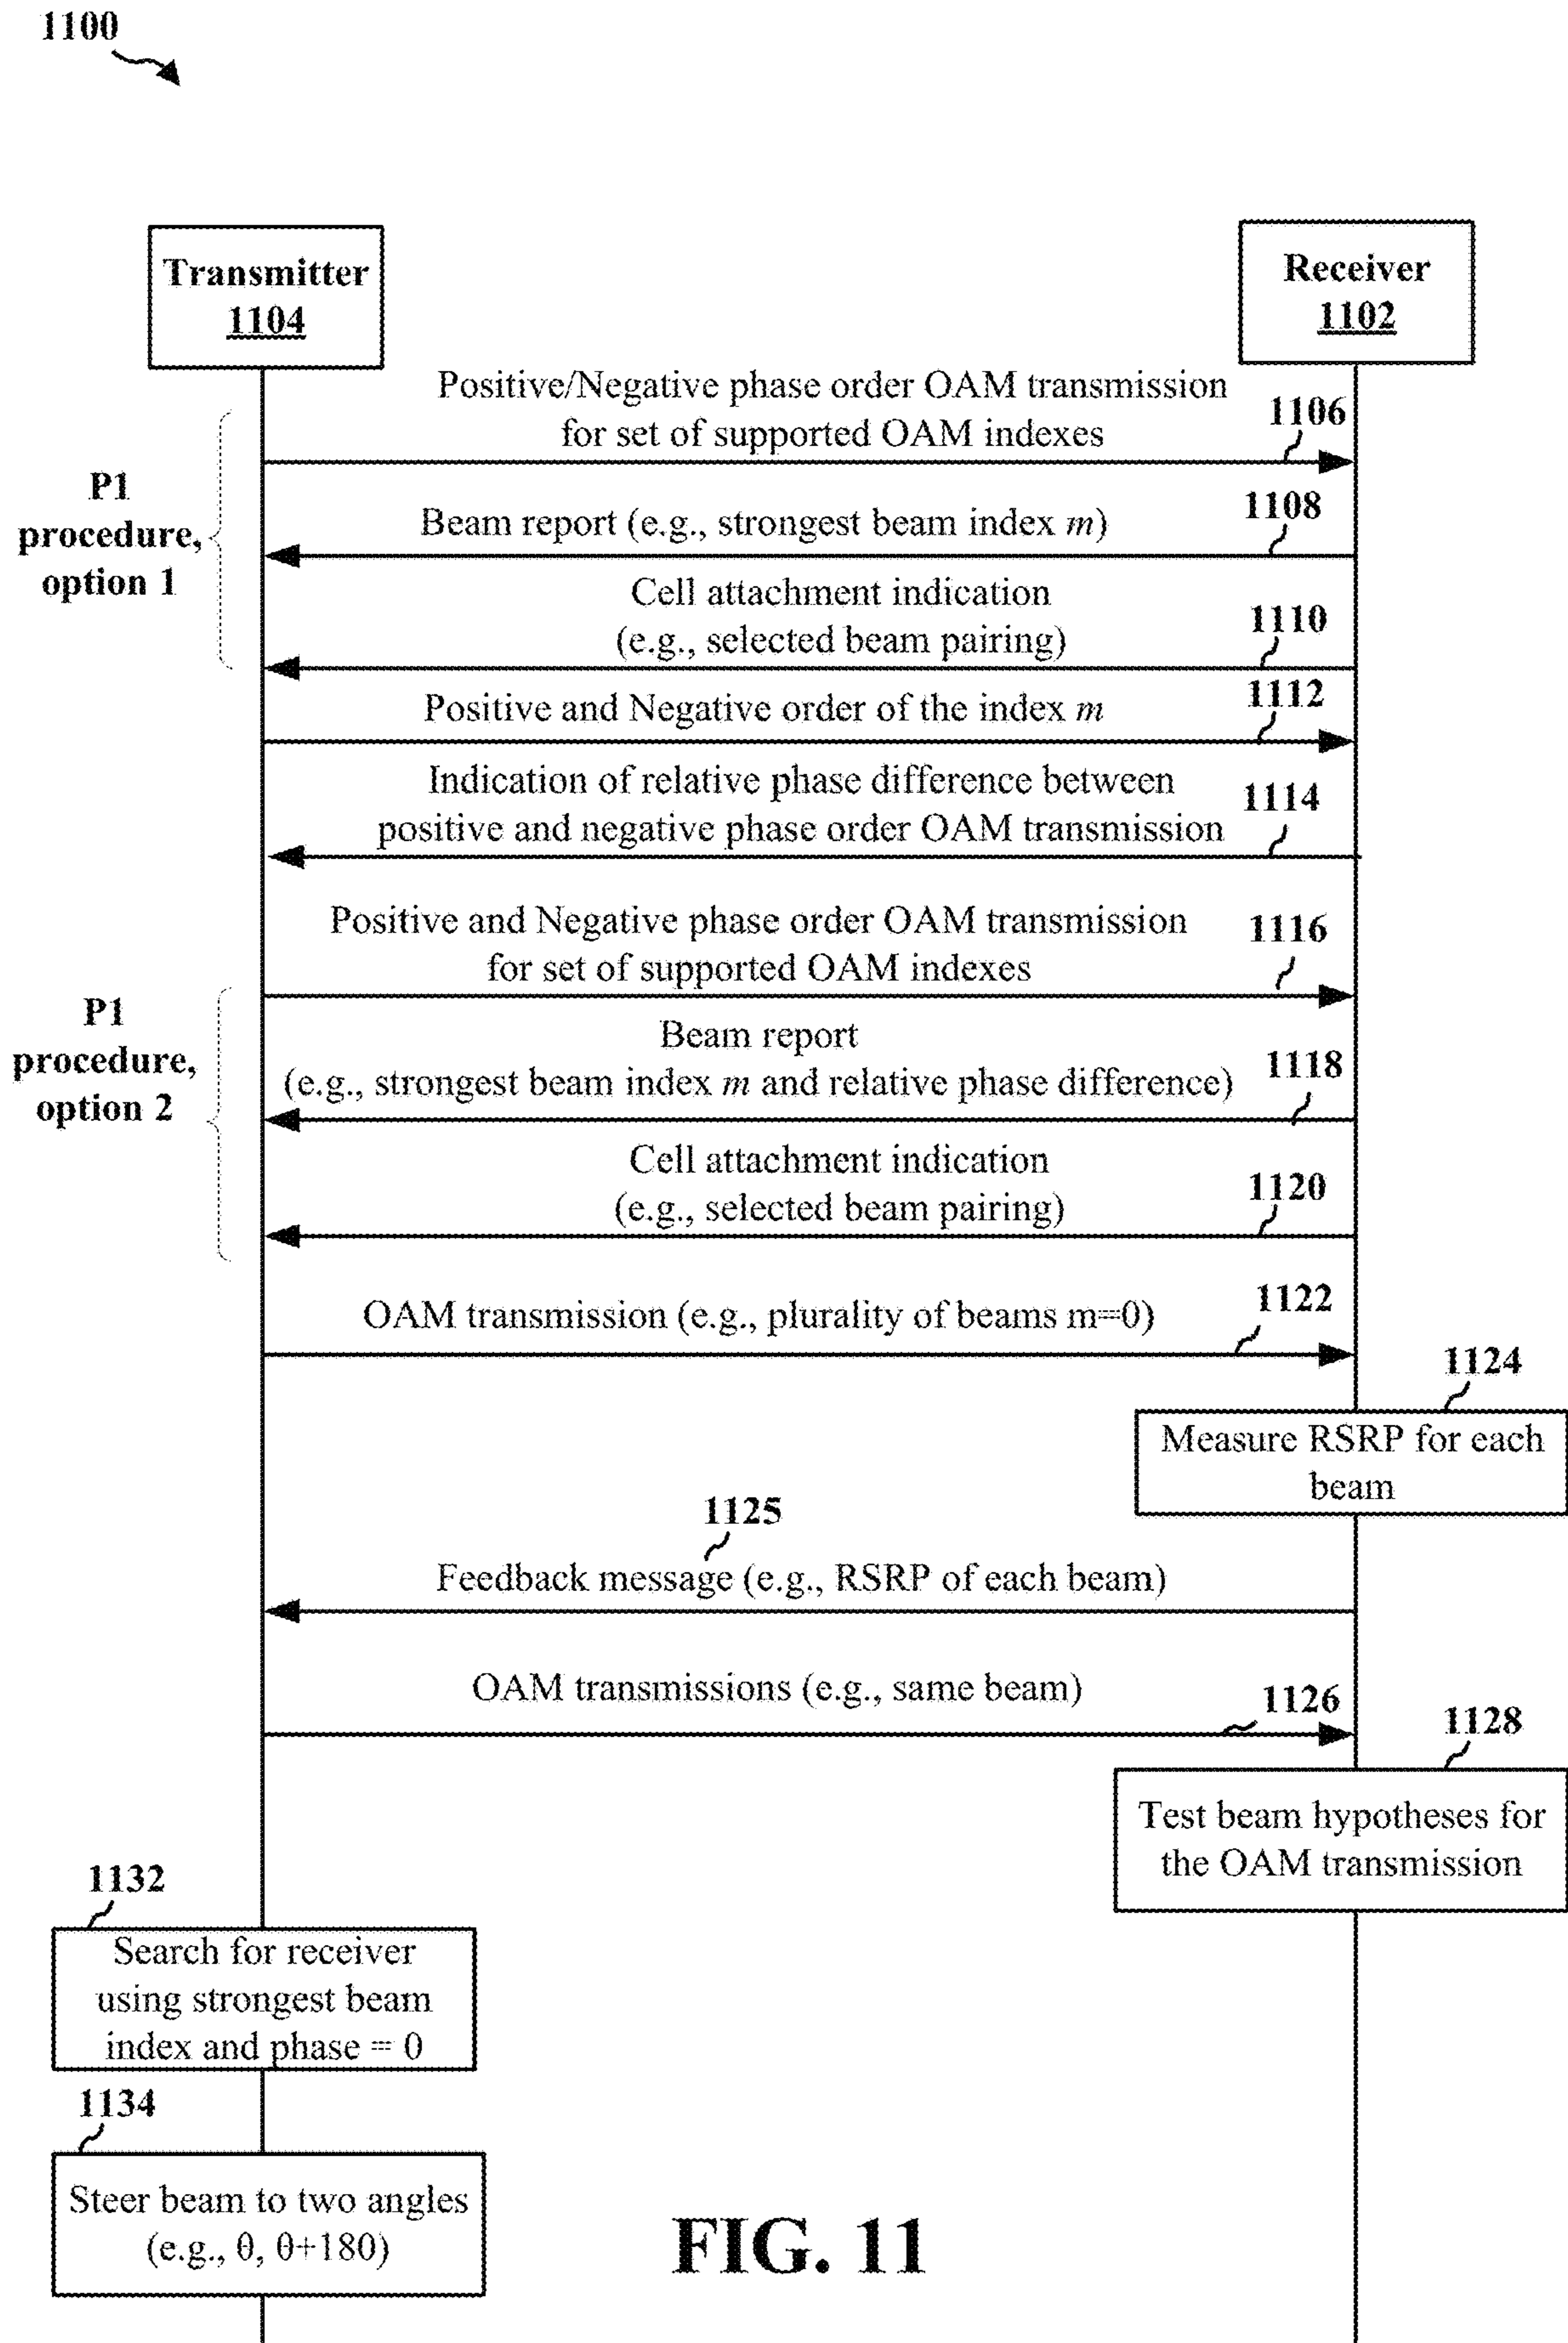 1100
Transmitter
1104
Receiver
1102
Positive/Negative phase order OAM transmission
for set of supported OAM indexes
1106
P1
procedure,
option 1
Beam report (e.g., strongest beam index m)
1108
Cell attachment indication
(e.g., selected beam pairing)
1110
Positive and Negative order of the index m
1112
Indication of relative phase difference between
positive and negative phase order OAM transmission
1114
Positive and Negative phase order OAM transmission
for set of supported OAM indexes
1116
P1
procedure,
option 2
Beam report
(e.g., strongest beam index m and relative phase difference)
1118
Cell attachment indication
(e.g., selected beam pairing)
1120
OAM transmission (e.g., plurality of beams m=0)
1122
1124
Measure RSRP for each
beam
1125
Feedback message (e.g., RSRP of each beam)
OAM transmissions (e.g., same beam)
1126
1128
Test beam hypotheses for
the OAM transmission
1132
Search for receiver
using strongest beam
index and phase = 0
1134
Steer beam to two angles
(e.g., θ, θ+180)
FIG. 11